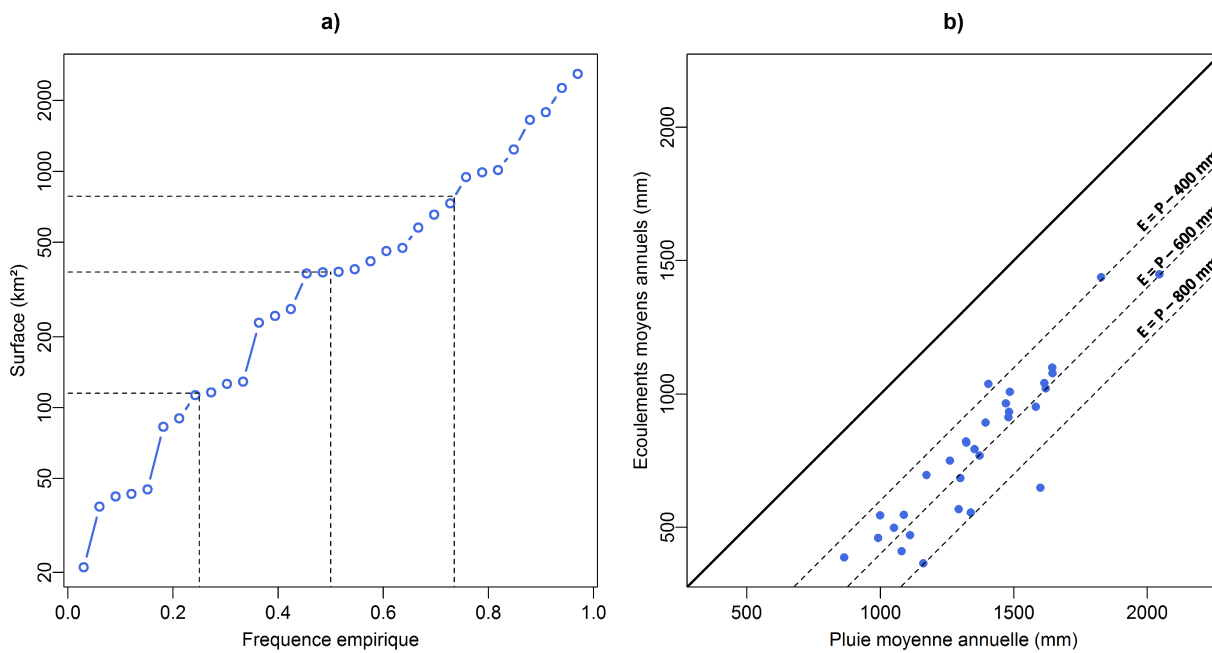 a)
Surface (km²)
2000
1000
500
200
100
50
20
0.0 0.2 0.4 0.6 0.8 1.0
Frequence empirique
b)
Ecoulements moyens annuels (mm)
2000
1500
1000
500
E = P − 400 mm
E = P − 600 mm
E = P − 800 mm
500 1000 1500 2000
Pluie moyenne annuelle (mm)